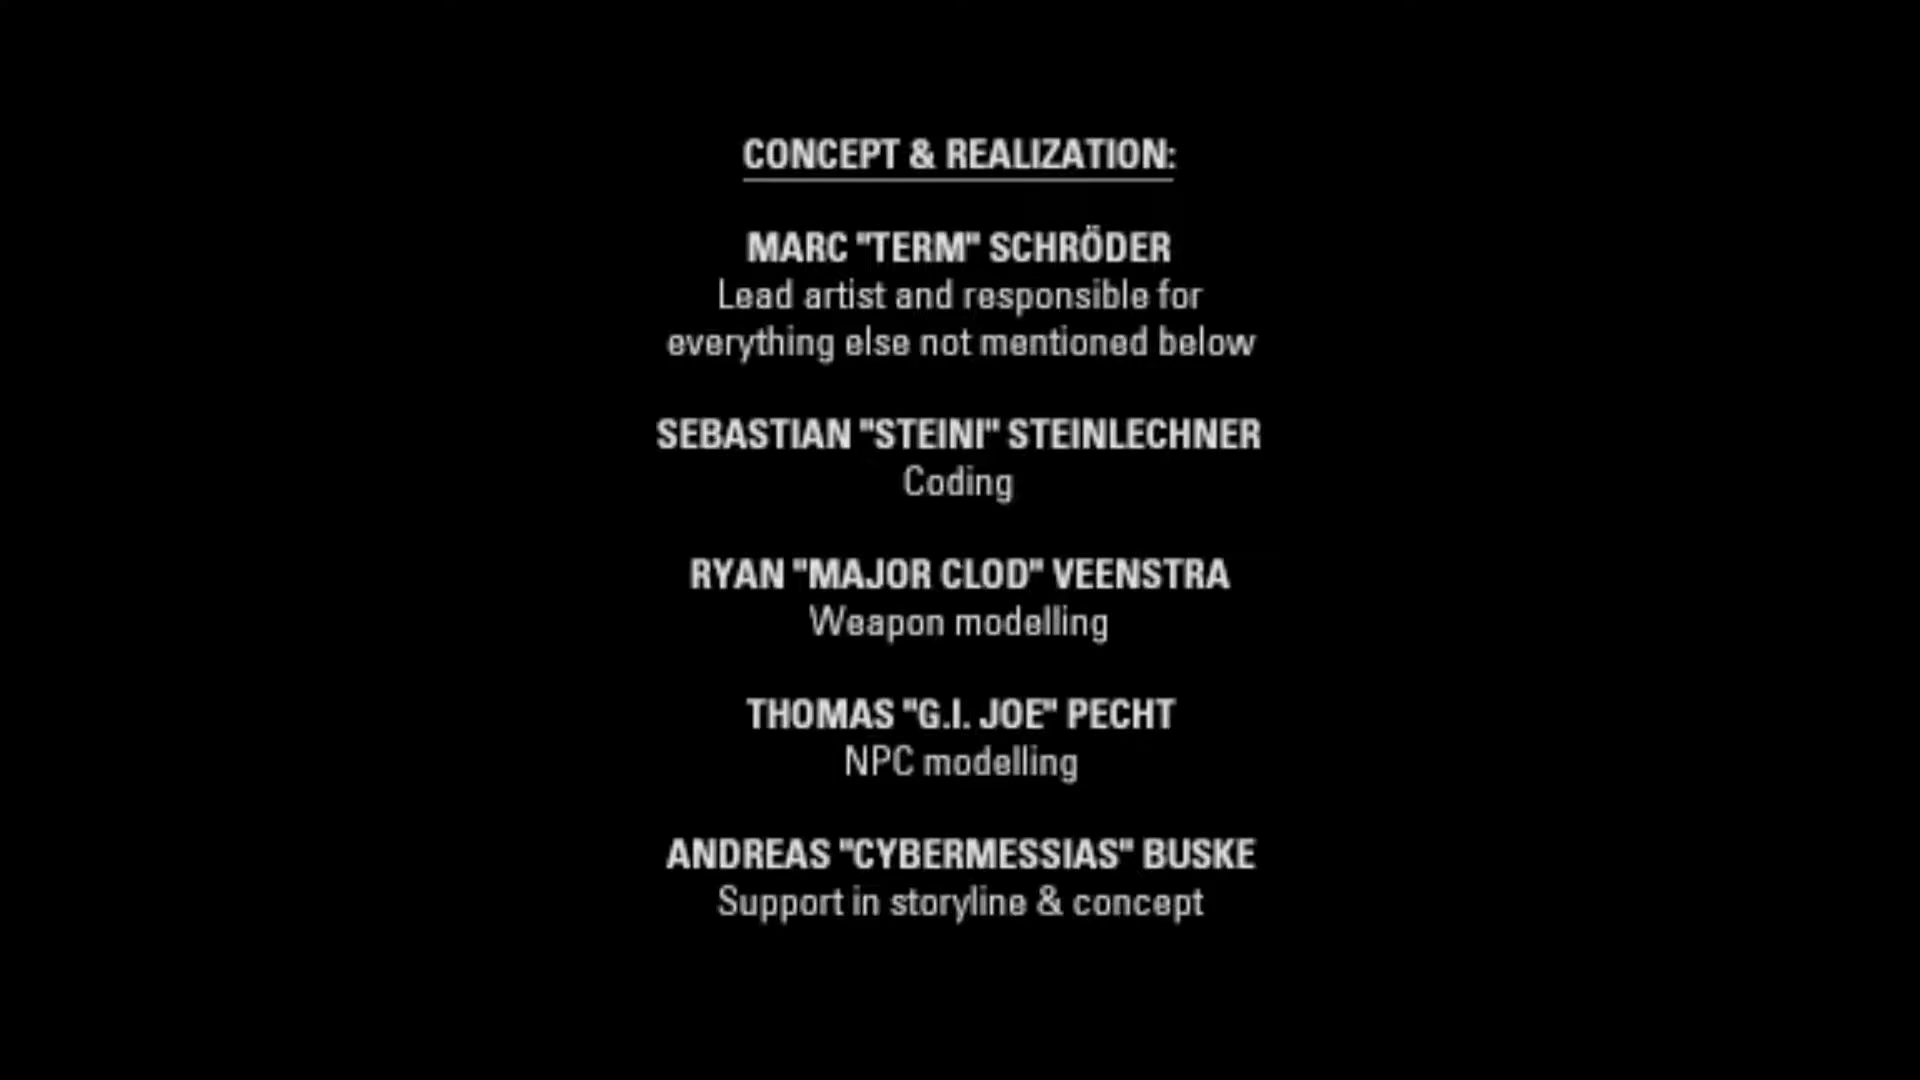 CONCEPT & REALIZATION:
MARC "TERM" SCHRÖDER
Lead artist and responsible for
everything else not mentioned below
SEBASTIAN "STEINI" STEINLECHNER
Coding
RYAN "MAJOR CLOD" VEENSTRA
Weapon modelling
THOMAS "G.I. JOE" PECHT
NPC modelling
ANDREAS "CYBERMESSIAS" BUSKE
Support in storyline & concept